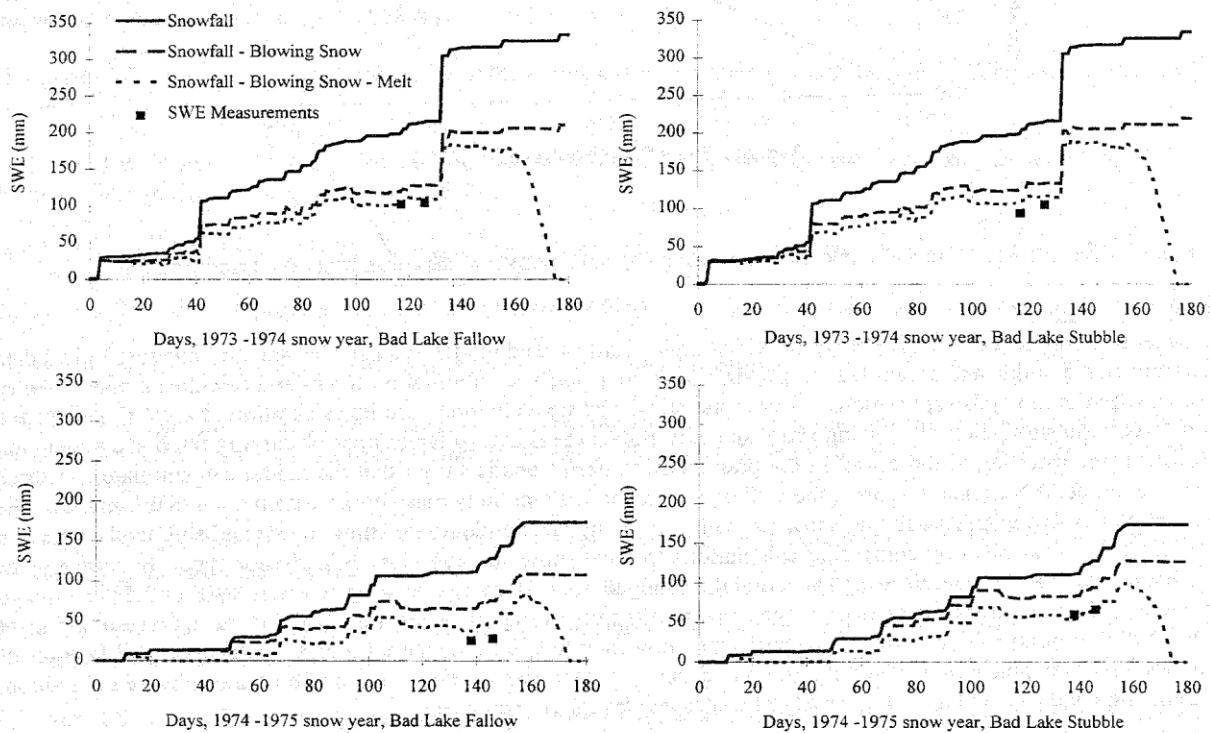 350
300
250
200
150
100
50
0
SWE (mm)
Snowfall
Snowfall - Blowing Snow
Snowfall - Blowing Snow - Melt
SWE Measurements
0 20 40 60 80 100 120 140 160 180
Days, 1973 -1974 snow year, Bad Lake Fallow
350
300
250
200
150
100
50
0
SWE (mm)
0 20 40 60 80 100 120 140 160 180
Days, 1973 -1974 snow year, Bad Lake Stubble
350
300
250
200
150
100
50
0
SWE (mm)
0 20 40 60 80 100 120 140 160 180
Days, 1974 -1975 snow year, Bad Lake Fallow
350
300
250
200
150
100
50
0
SWE (mm)
0 20 40 60 80 100 120 140 160 180
Days, 1974 -1975 snow year, Bad Lake Stubble